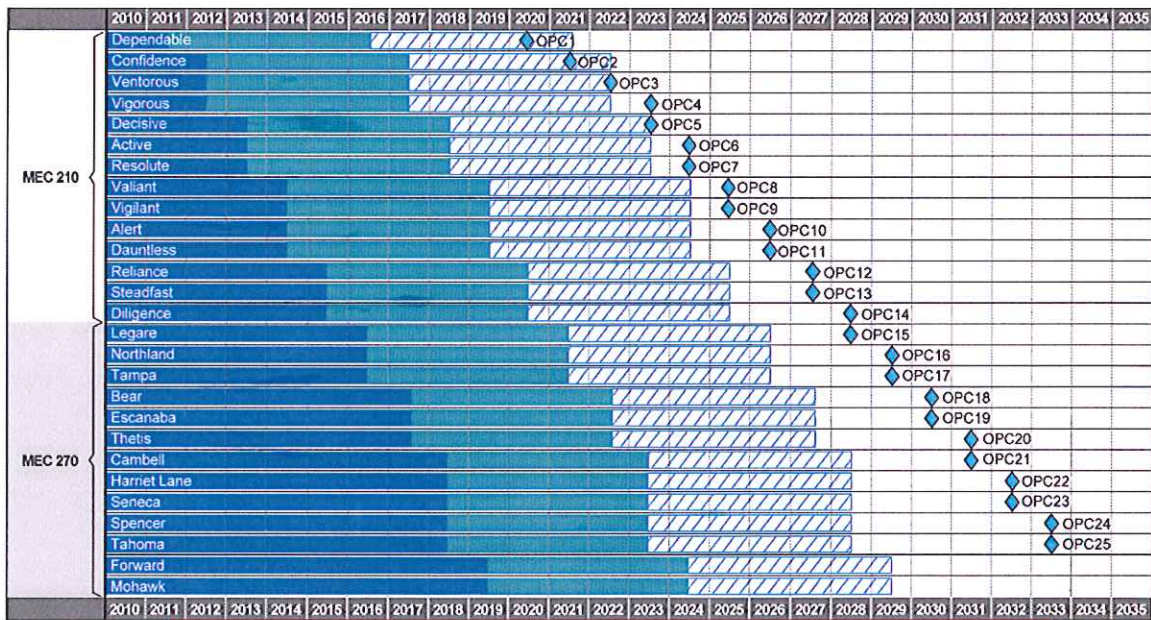 2010 2011 2012 2013 2014 2015 2016 2017 2018 2019 2020 2021 2022 2023 2024 2025 2026 2027 2028 2029 2030 2031 2032 2033 2034 2035
Dependable OPC1
Confidence OPC2
Ventorous OPC3
Vigorous OPC4
Decisive OPC5
Active OPC6
Resolute OPC7
MEC 210
Valiant OPC8
Vigilant OPC9
Alert OPC10
Dauntless OPC11
Reliance OPC12
Steadfast OPC13
Diligence OPC14
Legare OPC15
Northland OPC16
Tampa OPC17
Bear OPC18
Escanaba OPC19
Thetis OPC20
MEC 270
Cambell OPC21
Harriet Lane OPC22
Seneca OPC23
Spencer OPC24
Tahoma OPC25
Forward
Mohawk
2010 2011 2012 2013 2014 2015 2016 2017 2018 2019 2020 2021 2022 2023 2024 2025 2026 2027 2028 2029 2030 2031 2032 2033 2034 2035